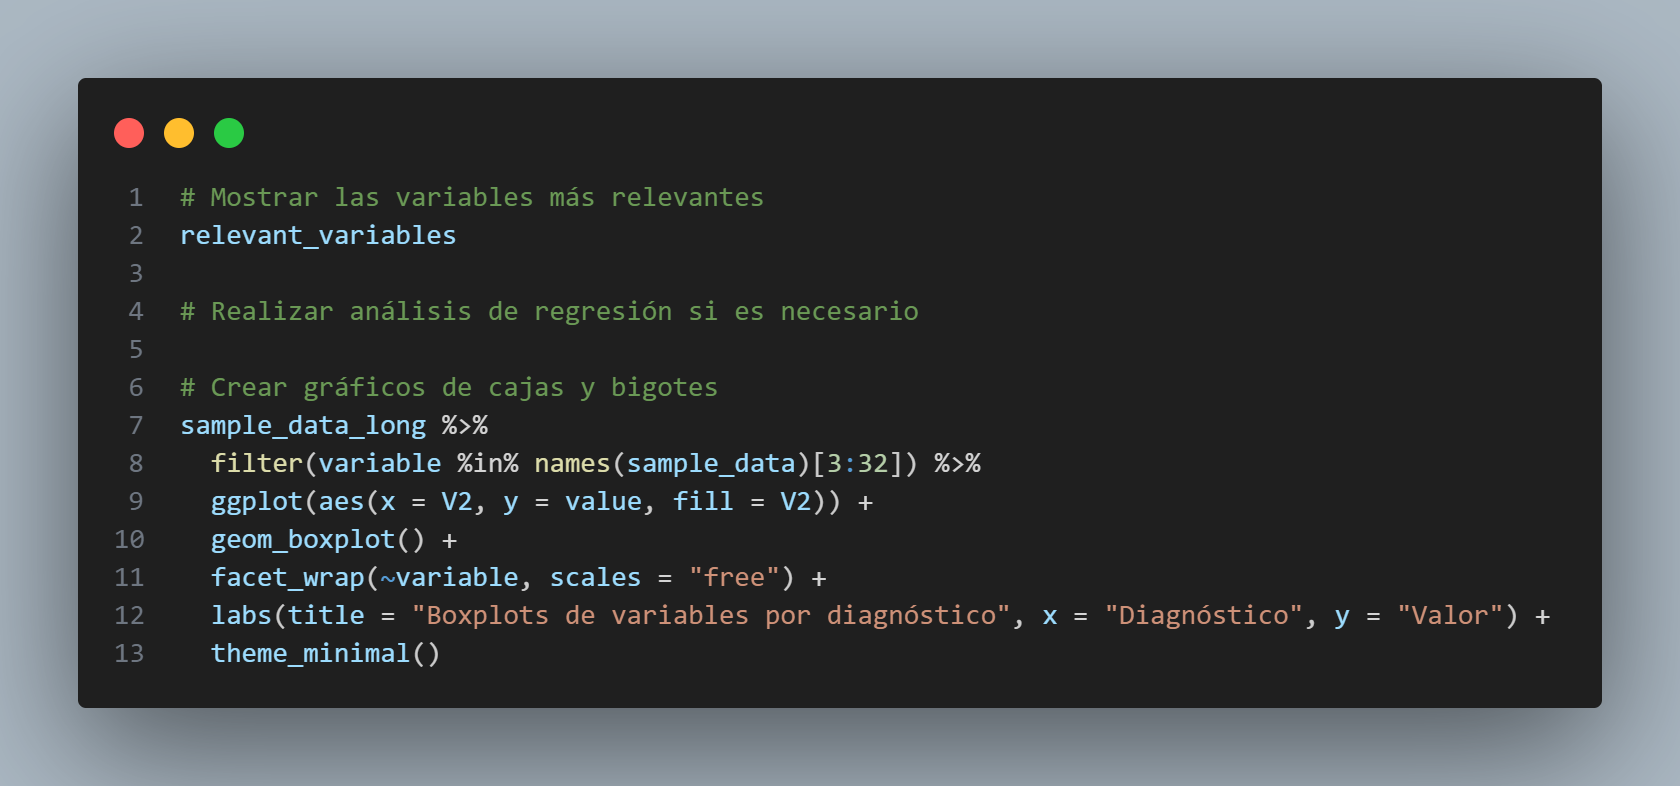 1 # Mostrar las variables más relevantes
2 relevant_variables
3
4 # Realizar análisis de regresión si es necesario
5
6 # Crear gráficos de cajas y bigotes
7 sample_data_long %>%
8   filter(variable %in% names(sample_data)[3:32]) %>%
9   ggplot(aes(x = V2, y = value, fill = V2)) +
10   geom_boxplot() +
11   facet_wrap(~variable, scales = "free") +
12   labs(title = "Boxplots de variables por diagnóstico", x = "Diagnóstico", y = "Valor") +
13   theme_minimal()